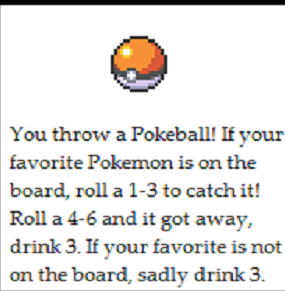 You throw a Pokeball! If your
favorite Pokemon is on the
board, roll a 1-3 to catch it!
Roll a 4-6 and it got away,
drink 3. If your favorite is not
on the board, sadly drink 3.